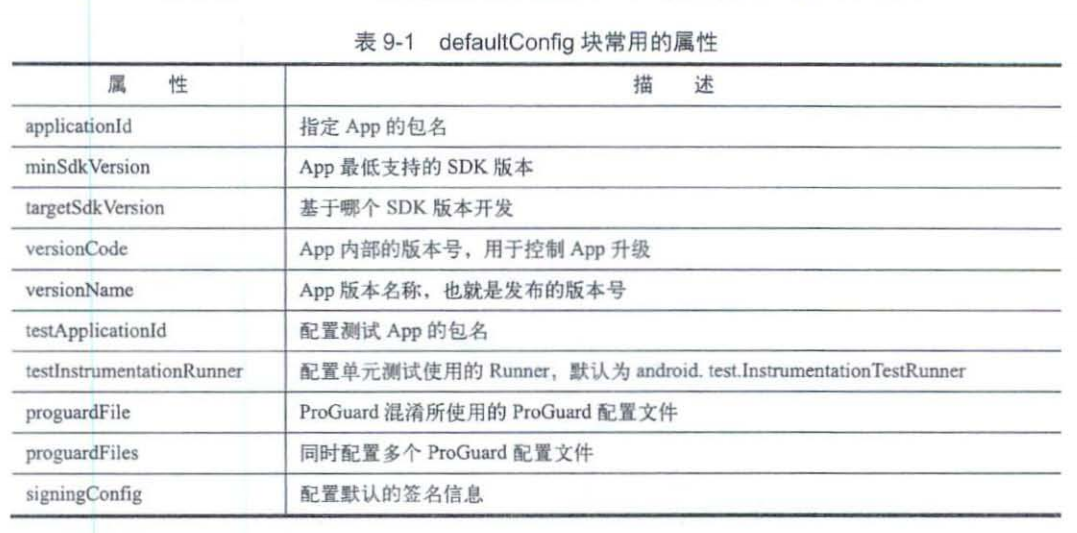 表 9-1 defaultConfig 块常用的属性
属 性 描 述
applicationId 指定 App 的包名
minSdkVersion App 最低支持的 SDK 版本
targetSdkVersion 基于哪个 SDK 版本开发
versionCode App 内部的版本号，用于控制 App 升级
versionName App 版本名称，也就是发布的版本号
testApplicationId 配置测试 App 的包名
testInstrumentationRunner 配置单元测试使用的 Runner，默认为 android. test.InstrumentationTestRunner
proguardFile ProGuard 混淆所使用的 ProGuard 配置文件
proguardFiles 同时配置多个 ProGuard 配置文件
signingConfig 配置默认的签名信息